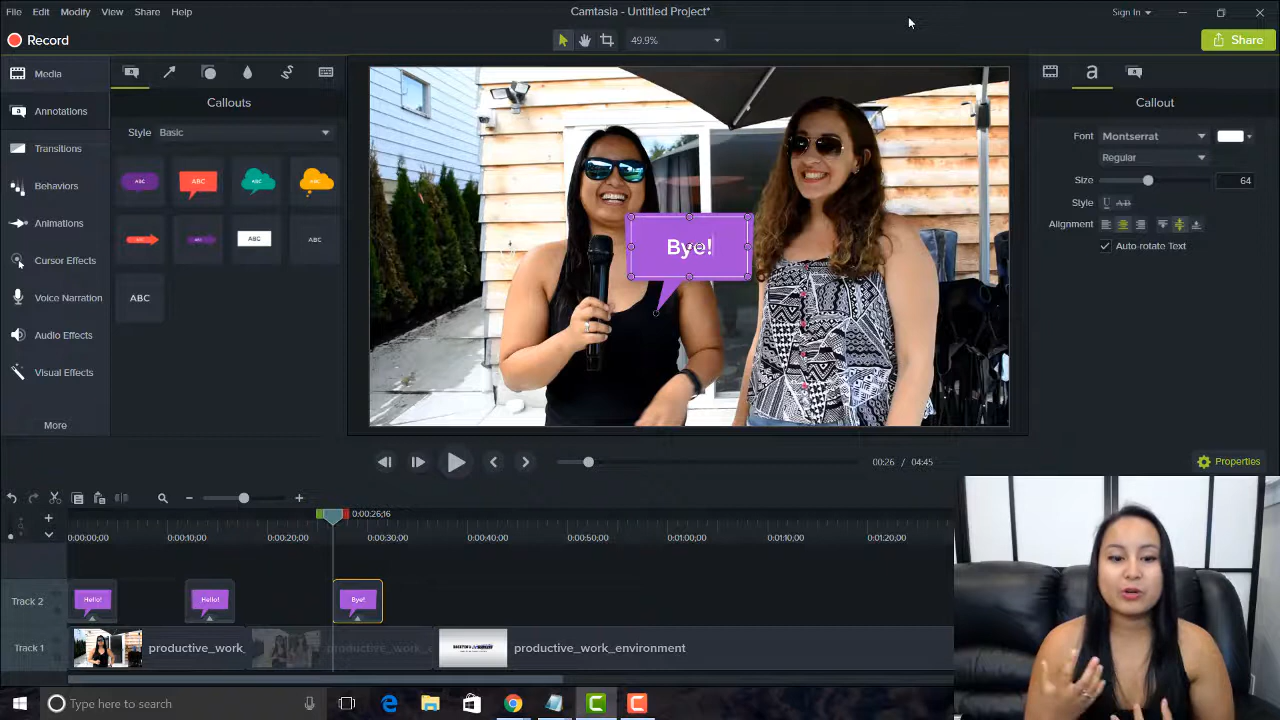 File Edit Modify View Share Help
Camtasia - Untitled Project*
Sign In
Record
49.9%
Share
Media
Annotations
Transitions
Behaviors
Animations
Cursor Effects
Voice Narration
Audio Effects
Visual Effects
More
Callouts
Style Basic
ABC ABC ABC ABC
ABC ABC ABC ABC
ABC
Bye!
Callout
Font Montserrat
Regular
Size 64
Style U AB
Alignment
Auto-rotate Text
00:26 / 04:45
Properties
0:00:26;16
0:00:00;00 0:00:10;00 0:00:20;00 0:00:30;00 0:00:40;00 0:00:50;00 0:01:00;00 0:01:10;00 0:01:20;00
Track 2 Hello! Hello! Bye!
Track 1 productive_work_ productive_work_e productive_work_environment
Type here to search